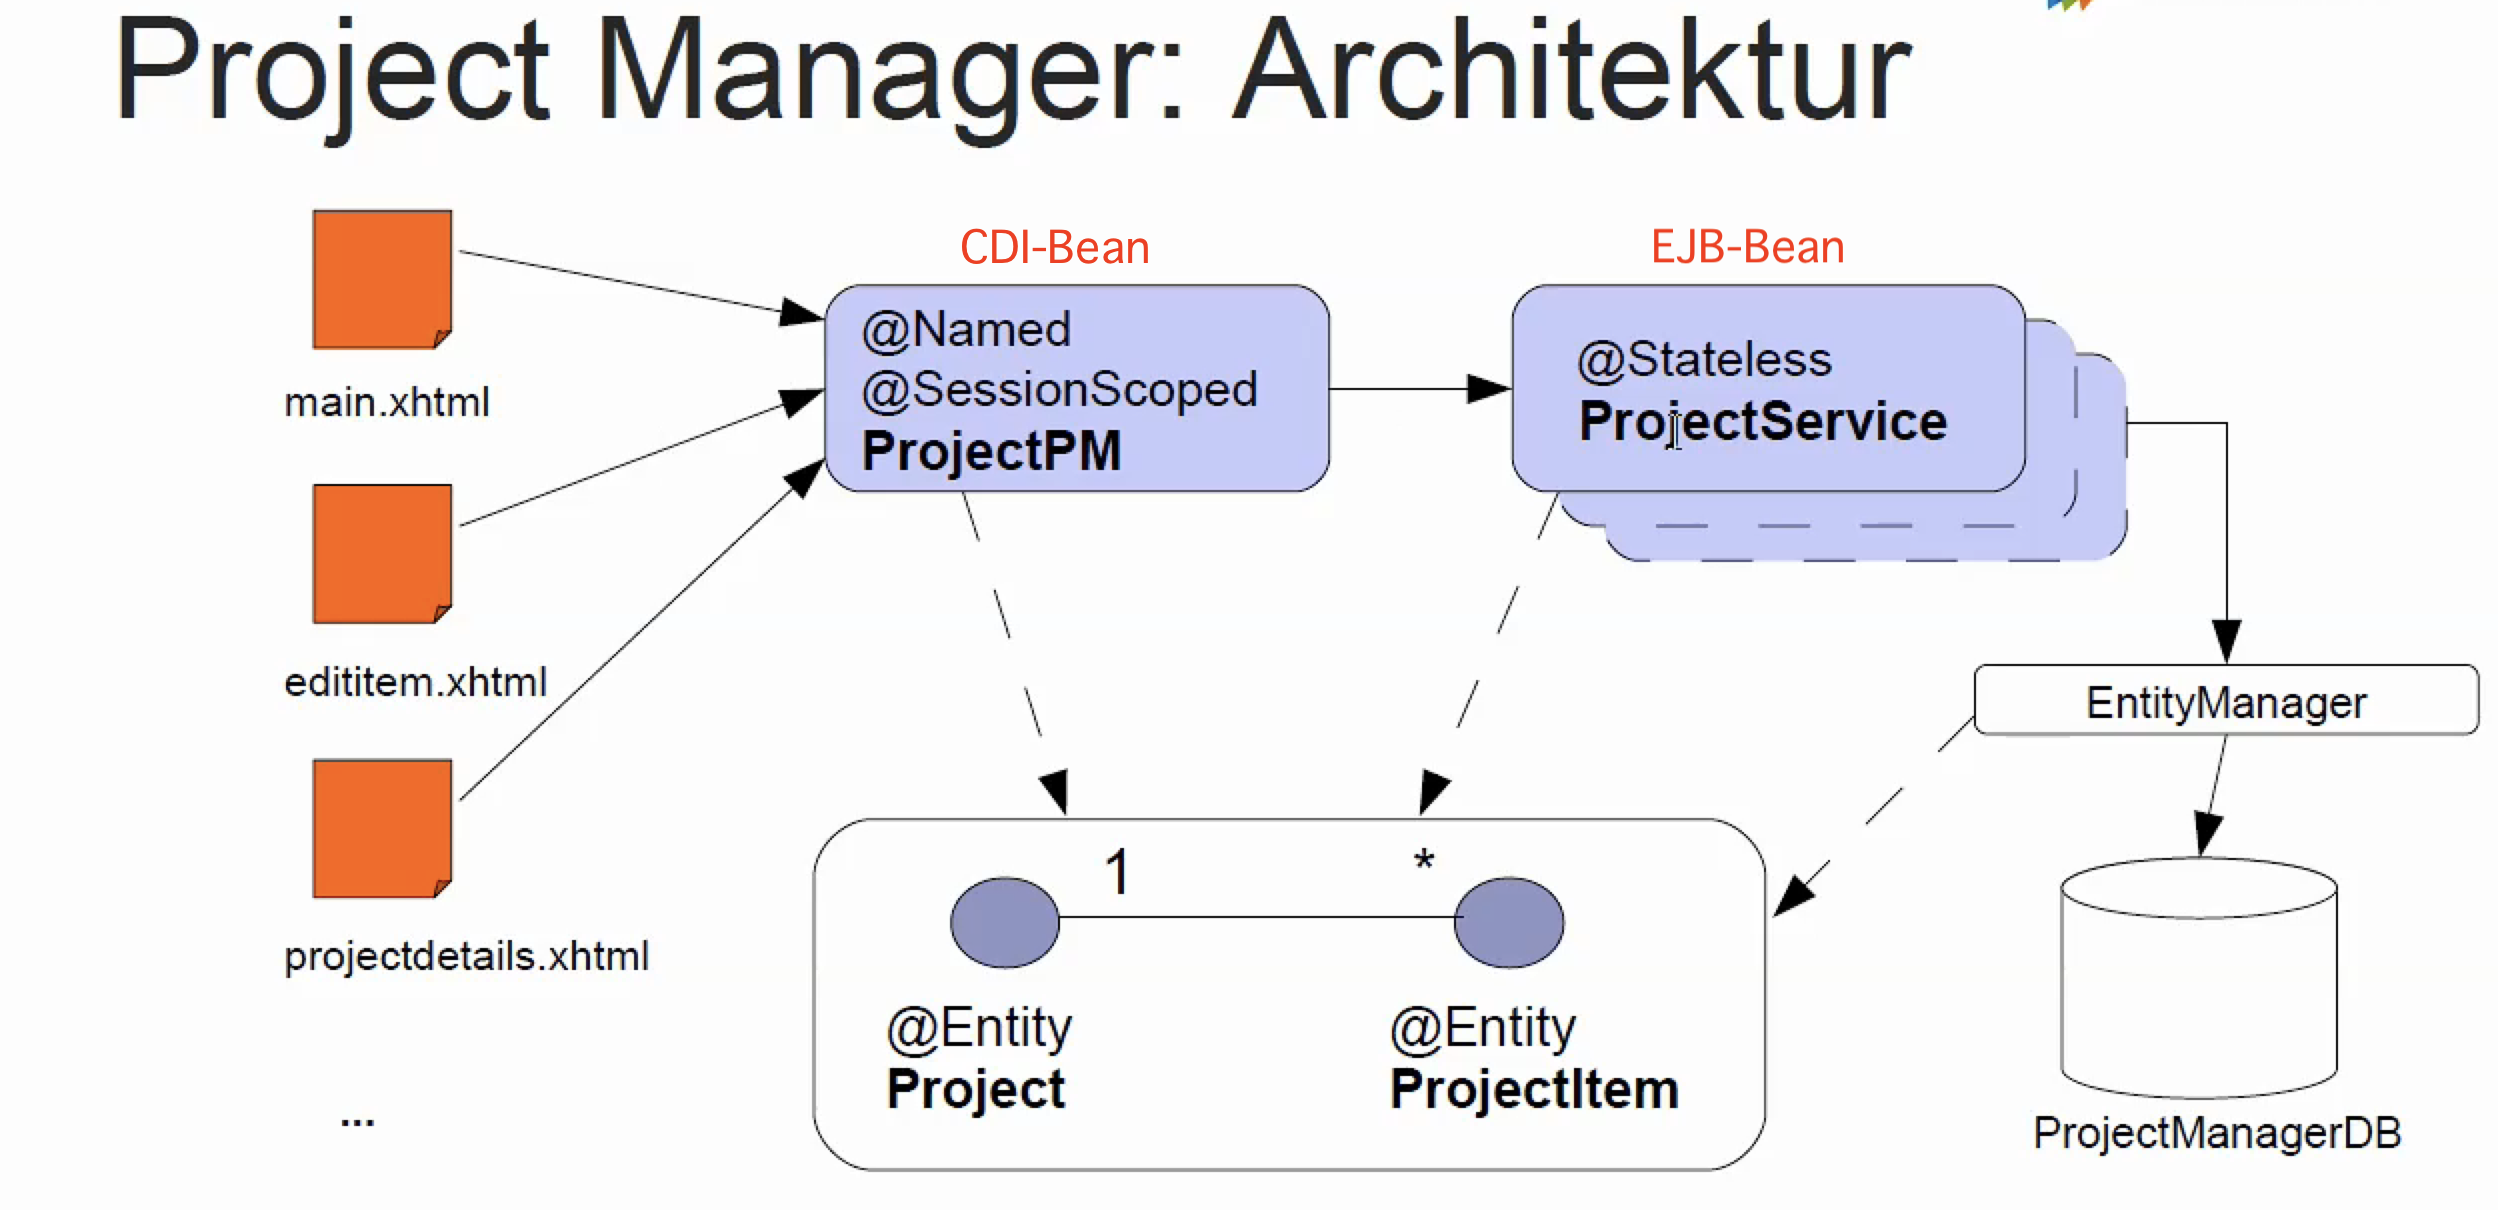 Project Manager: Architektur
main.xhtml
edititem.xhtml
projectdetails.xhtml
...
CDI-Bean
@Named
@SessionScoped
ProjectPM
EJB-Bean
@Stateless
ProjectService
EntityManager
1
*
@Entity
Project
@Entity
ProjectItem
ProjectManagerDB